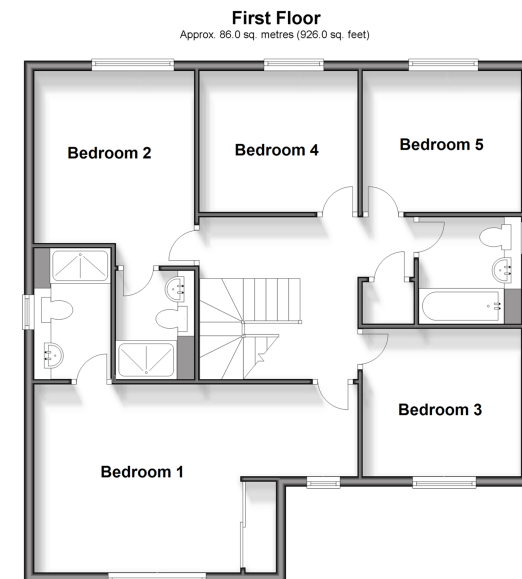 First Floor
Approx. 86.0 sq. metres (926.0 sq. feet)
Bedroom 2
Bedroom 4
Bedroom 5
Bedroom 3
Bedroom 1